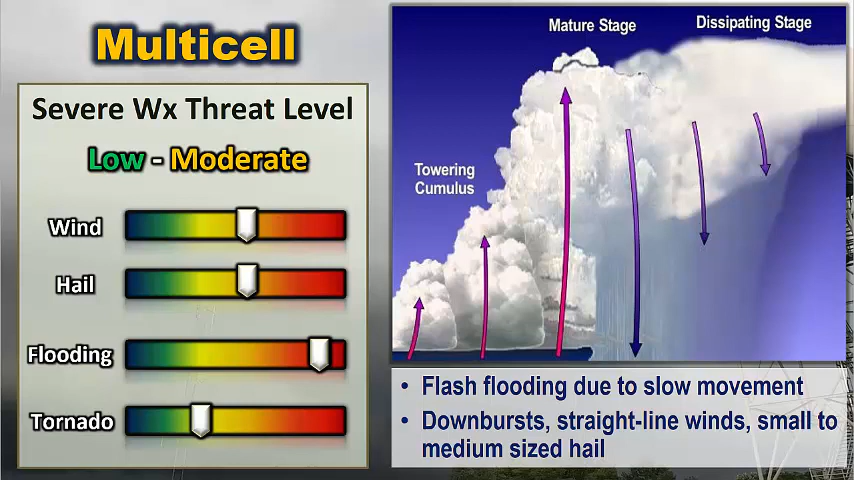 Multicell
Severe Wx Threat Level
Low - Moderate
Wind
Hail
Flooding
Tornado
Mature Stage
Dissipating Stage
Towering
Cumulus
• Flash flooding due to slow movement
• Downbursts, straight-line winds, small to
medium sized hail